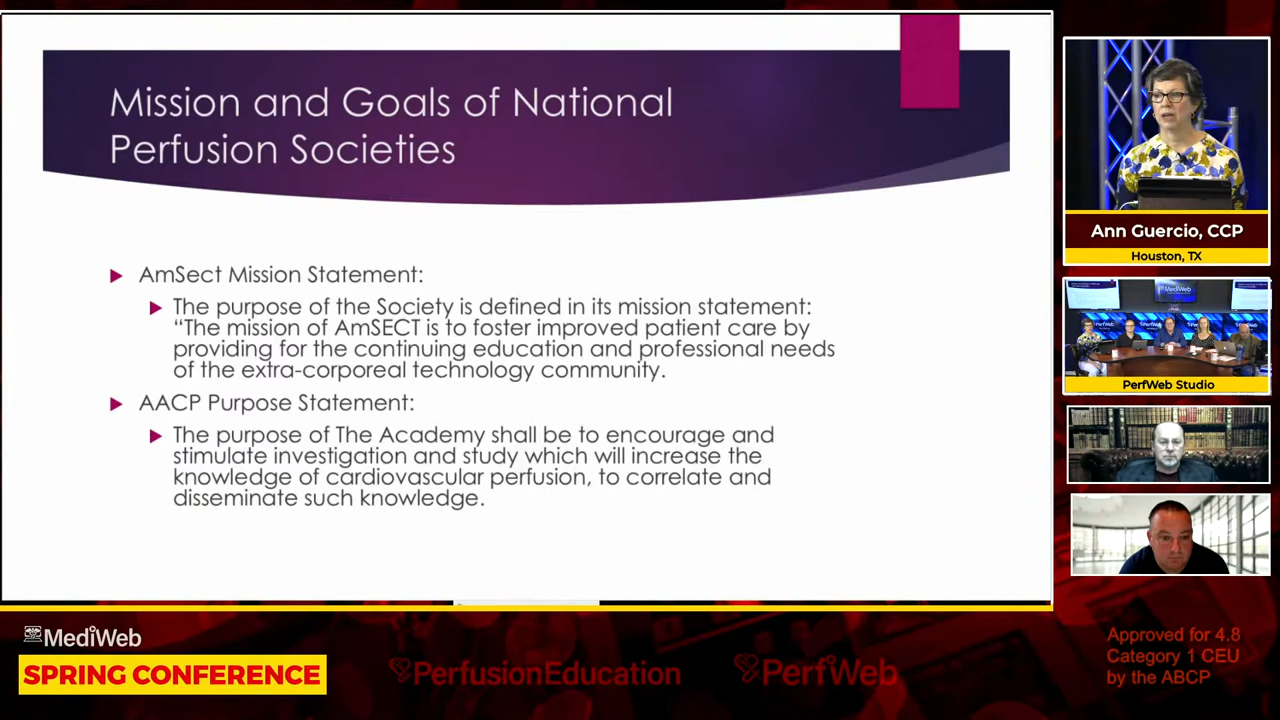 Mission and Goals of National
Perfusion Societies
AmSect Mission Statement:
The purpose of the Society is defined in its mission statement:
“The mission of AmSECT is to foster improved patient care by
providing for the continuing education and professional needs
of the extra-corporeal technology community.
AACP Purpose Statement:
The purpose of The Academy shall be to encourage and
stimulate investigation and study which will increase the
knowledge of cardiovascular perfusion, to correlate and
disseminate such knowledge.
Ann Guercio, CCP
Houston, TX
MediWeb
PerfWeb
PerfWeb Studio
MediWeb
SPRING CONFERENCE
PerfusionEducation
PerfWeb
Approved for 4.8
Category 1 CEU
by the ABCP